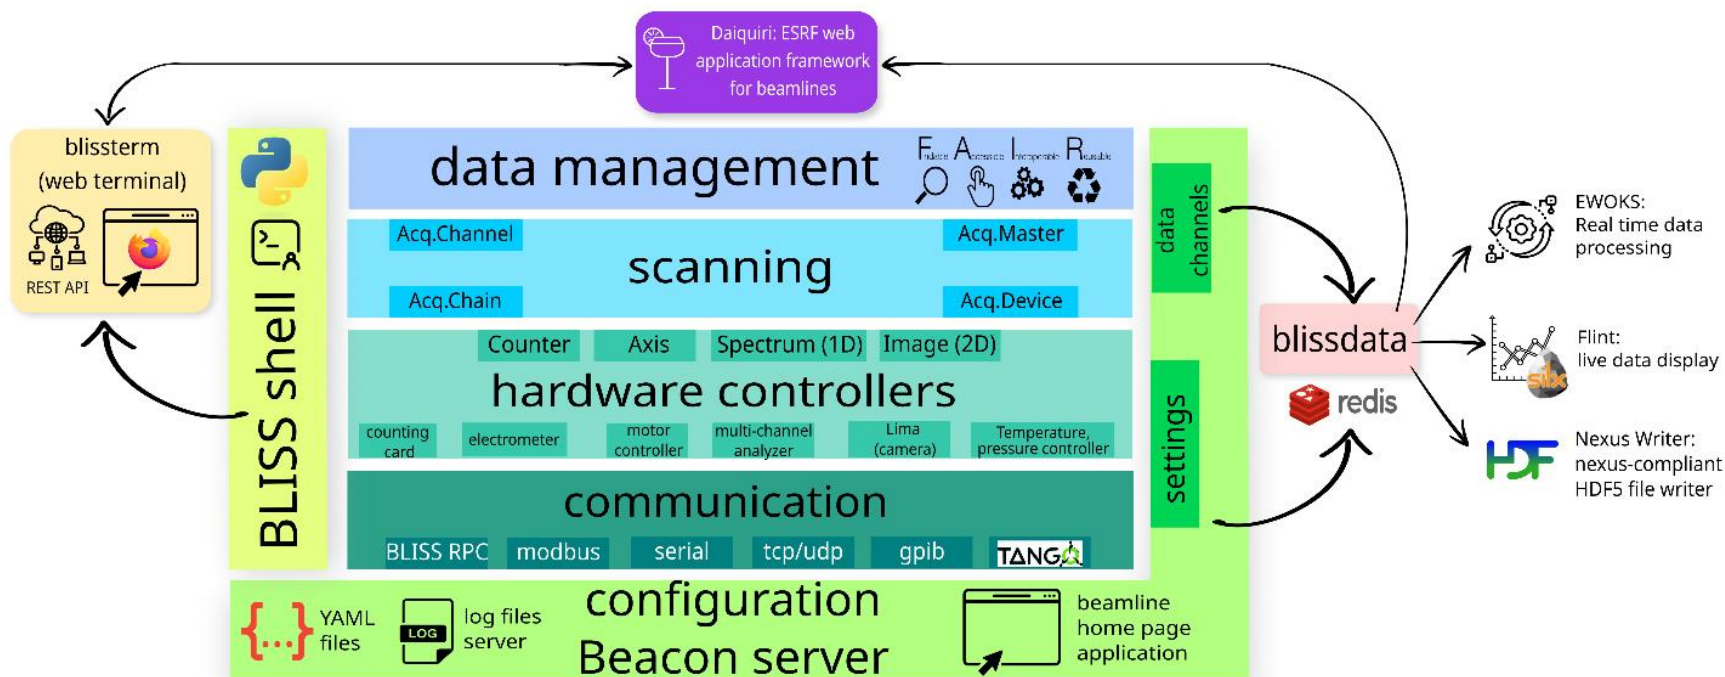 Daiquiri: ESRF web
application framework
for beamlines
blissterm
(web terminal)
REST API
BLISS shell
data management
Findable
Accessible
Interoperable
Reusable
Acq.Channel
Acq.Master
scanning
Acq.Chain
Acq.Device
Counter
Axis
Spectrum (1D)
Image (2D)
hardware controllers
counting
card
electrometer
motor
controller
multi-channel
analyzer
Lima
(camera)
Temperature,
pressure controller
communication
BLISS RPC
modbus
serial
tcp/udp
gpib
TANGO
data
channels
settings
configuration
Beacon server
{...}
YAML
files
LOG
log files
server
beamline
home page
application
blissdata
redis
EWOKS:
Real time data
processing
Flint:
live data display
silx
HDF
Nexus Writer:
nexus-compliant
HDF5 file writer